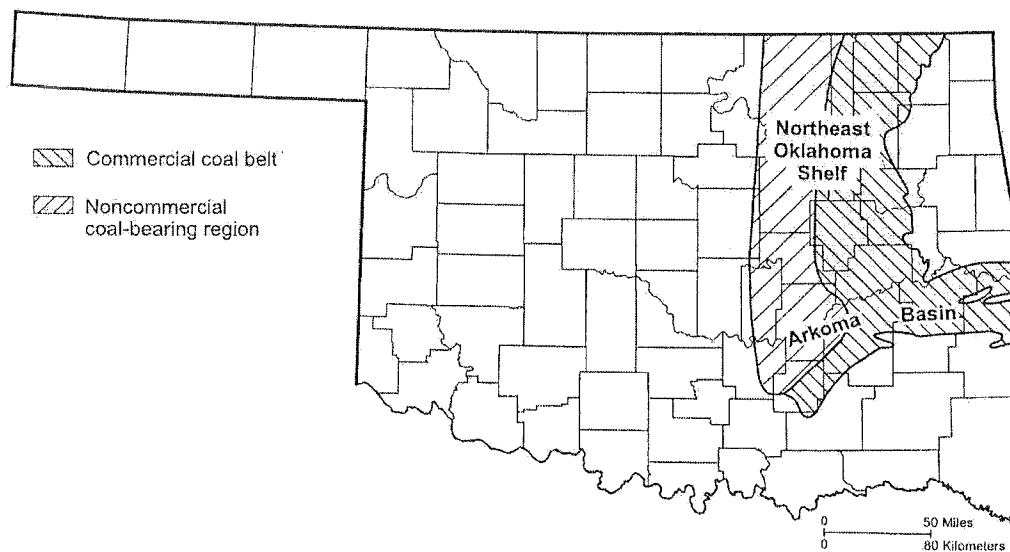 Commercial coal belt
Noncommercial
coal-bearing region
Northeast
Oklahoma
Shelf
Arkoma
Basin
0 50 Miles
0 80 Kilometers